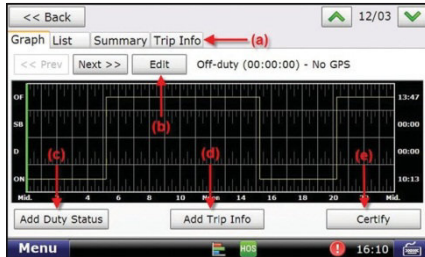 << Back 12/03
Graph List Summary Trip Info (a)
<< Prev Next >> Edit Off-duty (00:00:00) - No GPS
OF 13:47
(b)
SB 00:00
D 00:00
(c) (d) (e)
ON 10:13
Mid. 2 4 6 8 10 Noon 14 16 18 20 22 Mid.
Add Duty Status Add Trip Info Certify
Menu HOS 16:10